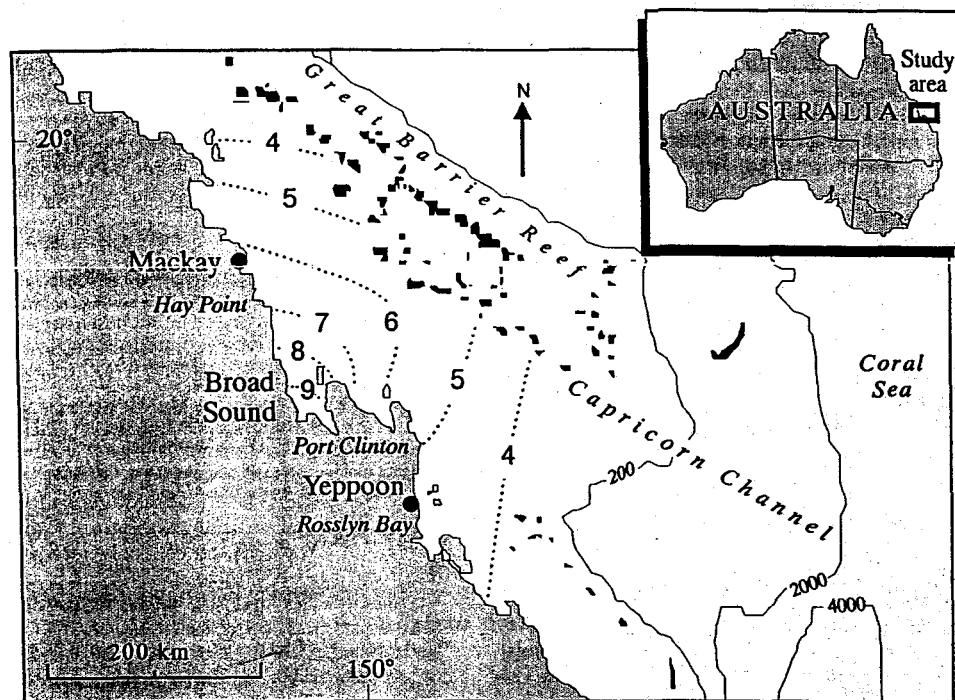 Study
area
AUSTRALIA
N
Great Barrier Reef
20°
4
5
Mackay
Hay Point
7
6
8
5
Broad
Sound
9
Coral
Sea
Capricorn Channel
Port Clinton
4
200
Yeppoon
Rosslyn Bay
2000
4000
200 km
150°